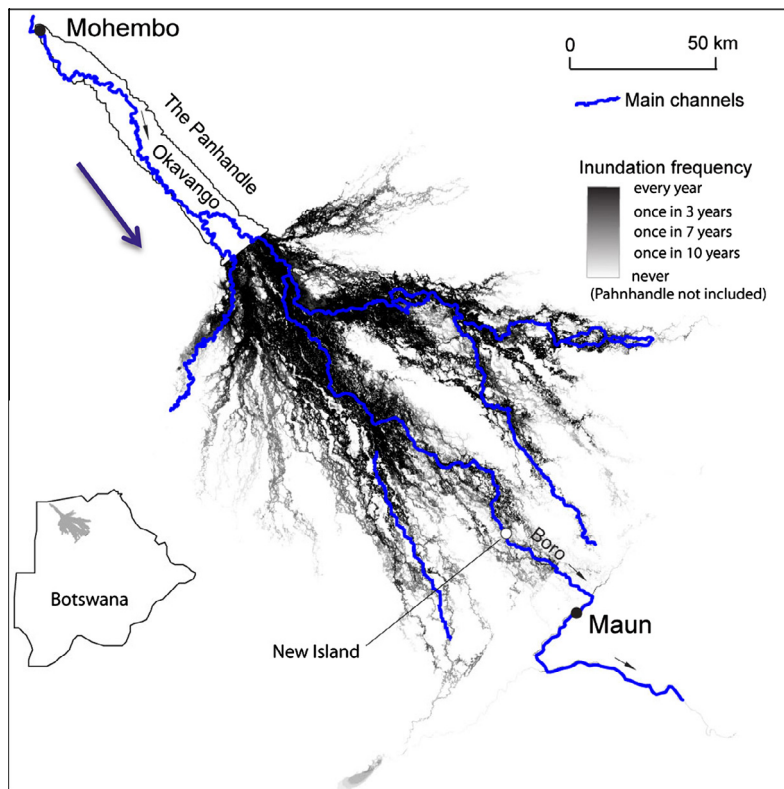 Mohembo
0 50 km
Main channels
The Panhandle
Okavango
Inundation frequency
every year
once in 3 years
once in 7 years
once in 10 years
never
(Pahnhandle not included)
Boro
Botswana
New Island
Maun